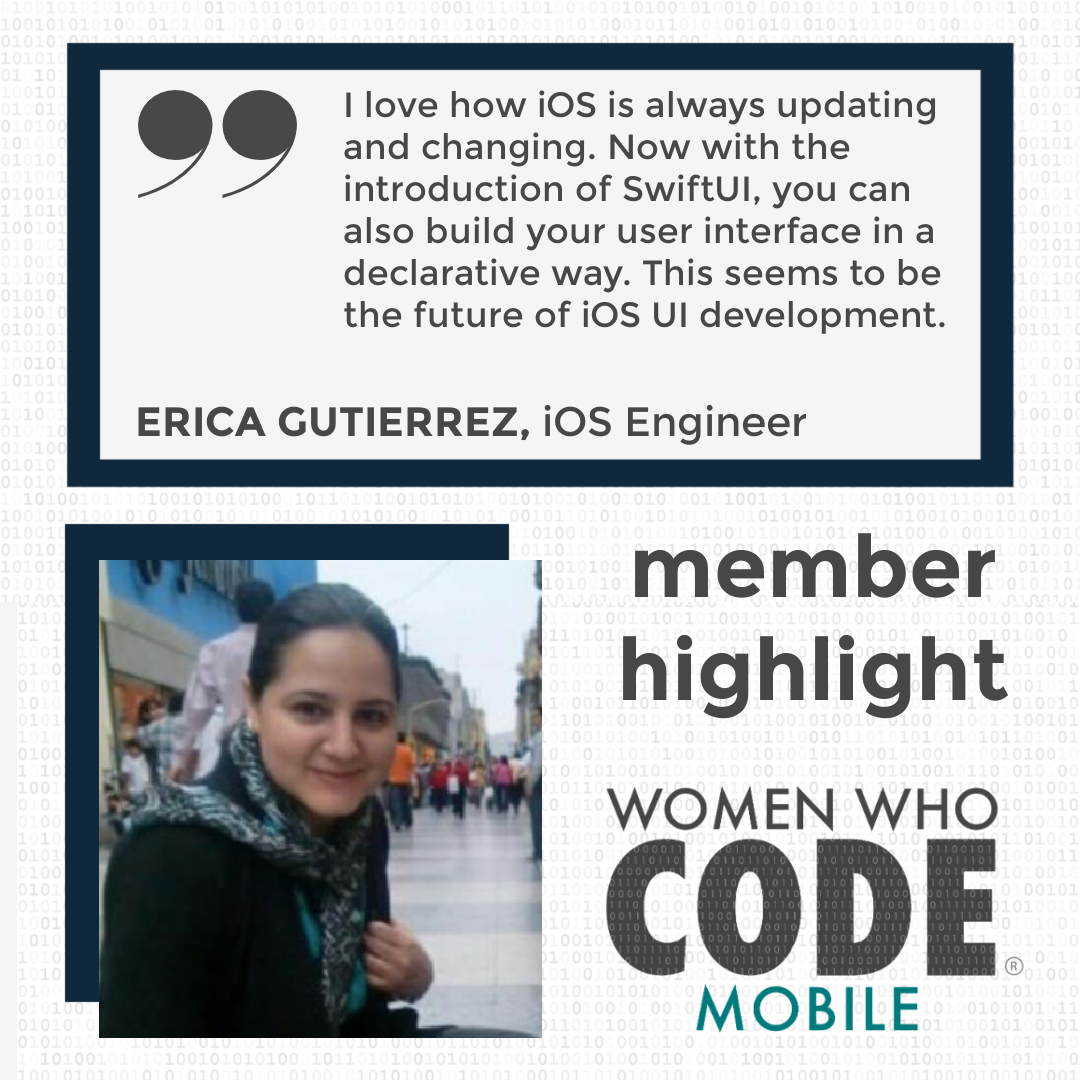 I love how iOS is always updating
and changing. Now with the
introduction of SwiftUI, you can
also build your user interface in a
declarative way. This seems to be
the future of iOS UI development.
ERICA GUTIERREZ, iOS Engineer
member
highlight
WOMEN WHO
CODE
®
MOBILE